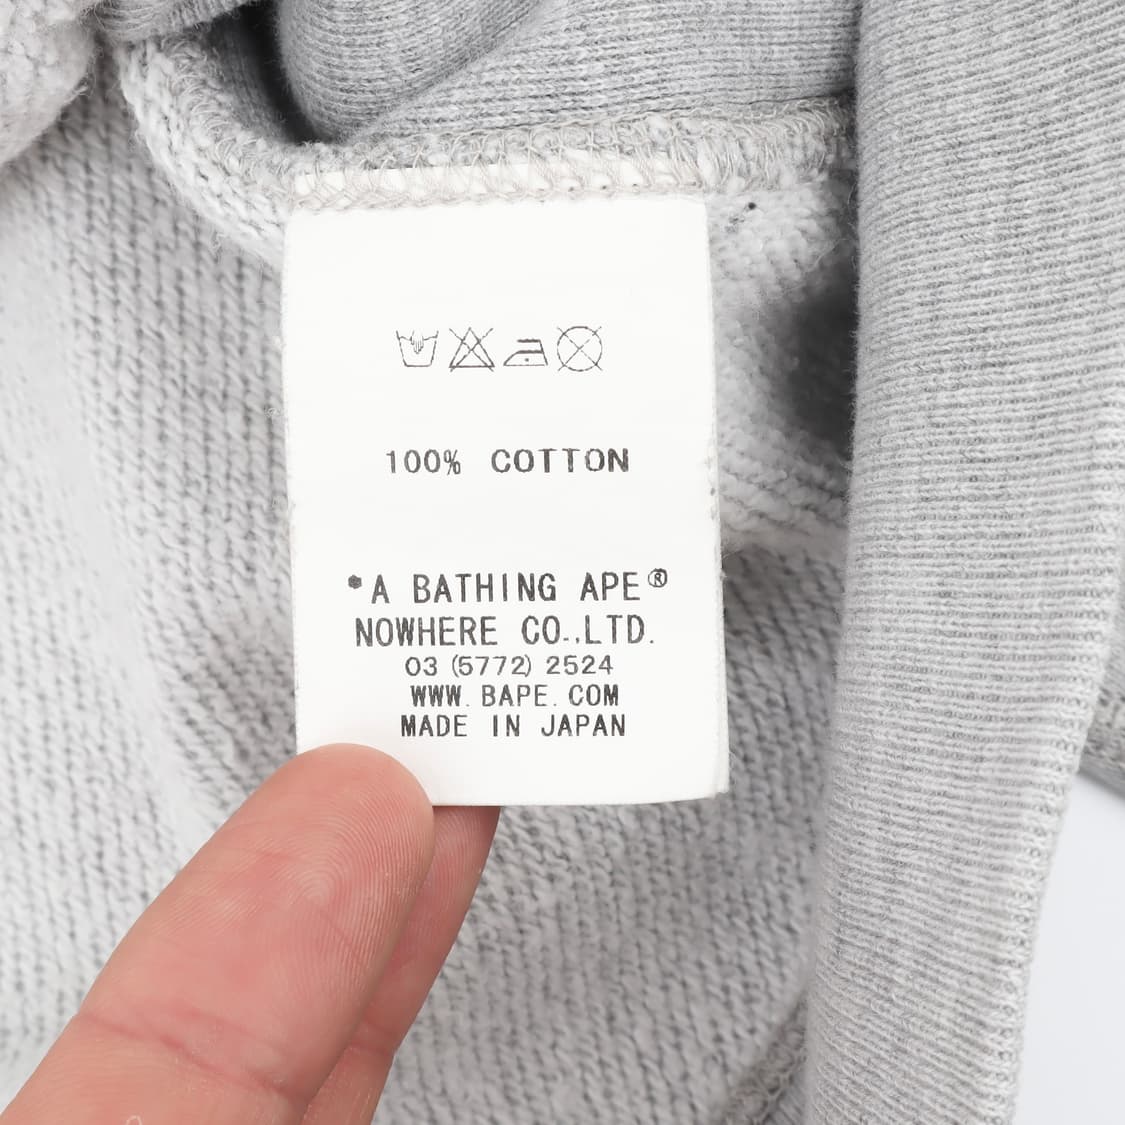 100% COTTON
*A BATHING APE®
NOWHERE CO.,LTD.
03 (5772) 2524
WWW. BAPE. COM
MADE IN JAPAN